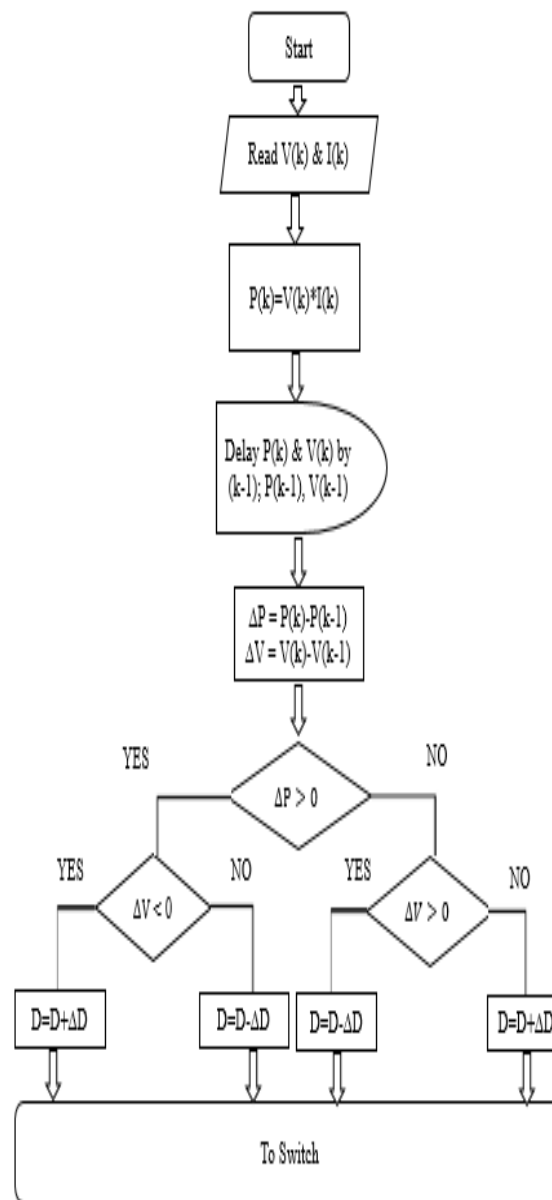 Start
Read V(k) & I(k)
P(k)=V(k)*I(k)
Delay P(k) & V(k) by
(k-1); P(k-1), V(k-1)
ΔP = P(k)-P(k-1)
ΔV = V(k)-V(k-1)
YES
NO
ΔP > 0
YES
NO
YES
NO
ΔV < 0
ΔV > 0
D=D+ΔD
D=D-ΔD
D=D-ΔD
D=D+ΔD
To Switch